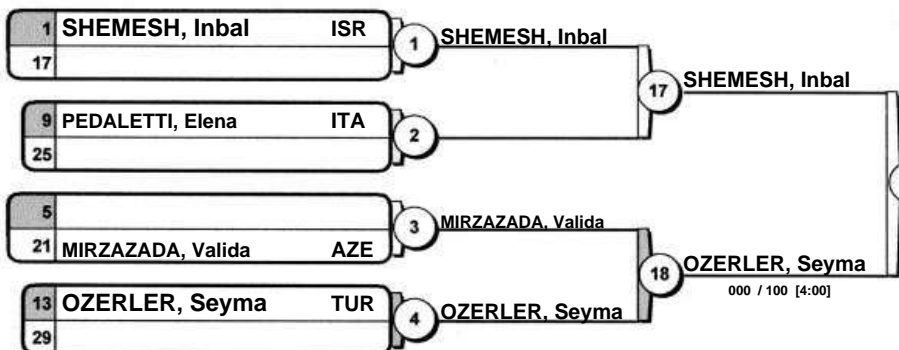 1 SHEMESH, Inbal ISR
17
1 SHEMESH, Inbal
17 SHEMESH, Inbal
9 PEDALETTI, Elena ITA
25
2
5
21 MIRZAZADA, Valida AZE
3 MIRZAZADA, Valida
18 OZERLER, Seyma
000 / 100 [4:00]
13 OZERLER, Seyma TUR
29
4 OZERLER, Seyma